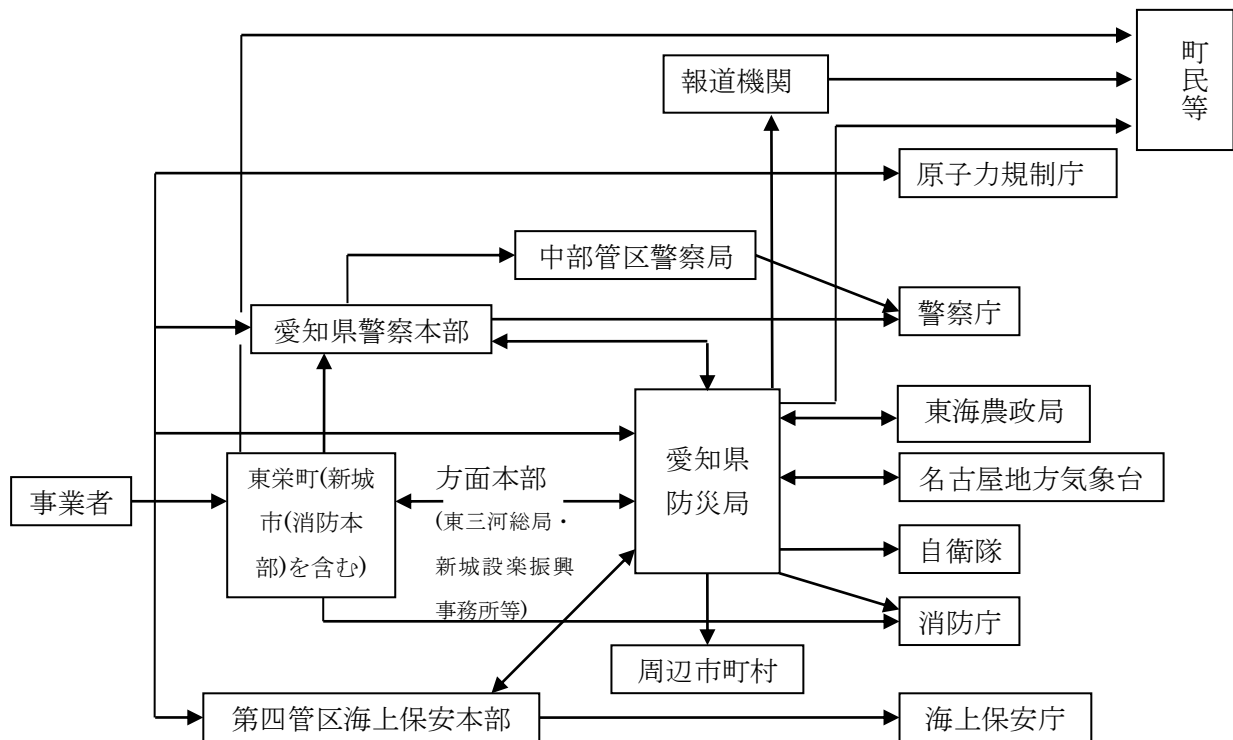 町民等
報道機関
原子力規制庁
中部管区警察局
警察庁
愛知県警察本部
東海農政局
愛知県
防災局
東栄町(新城
市(消防本
部)を含む)
方面本部
(東三河総局・
新城設楽振興
事務所等)
名古屋地方気象台
事業者
自衛隊
消防庁
周辺市町村
第四管区海上保安本部
海上保安庁